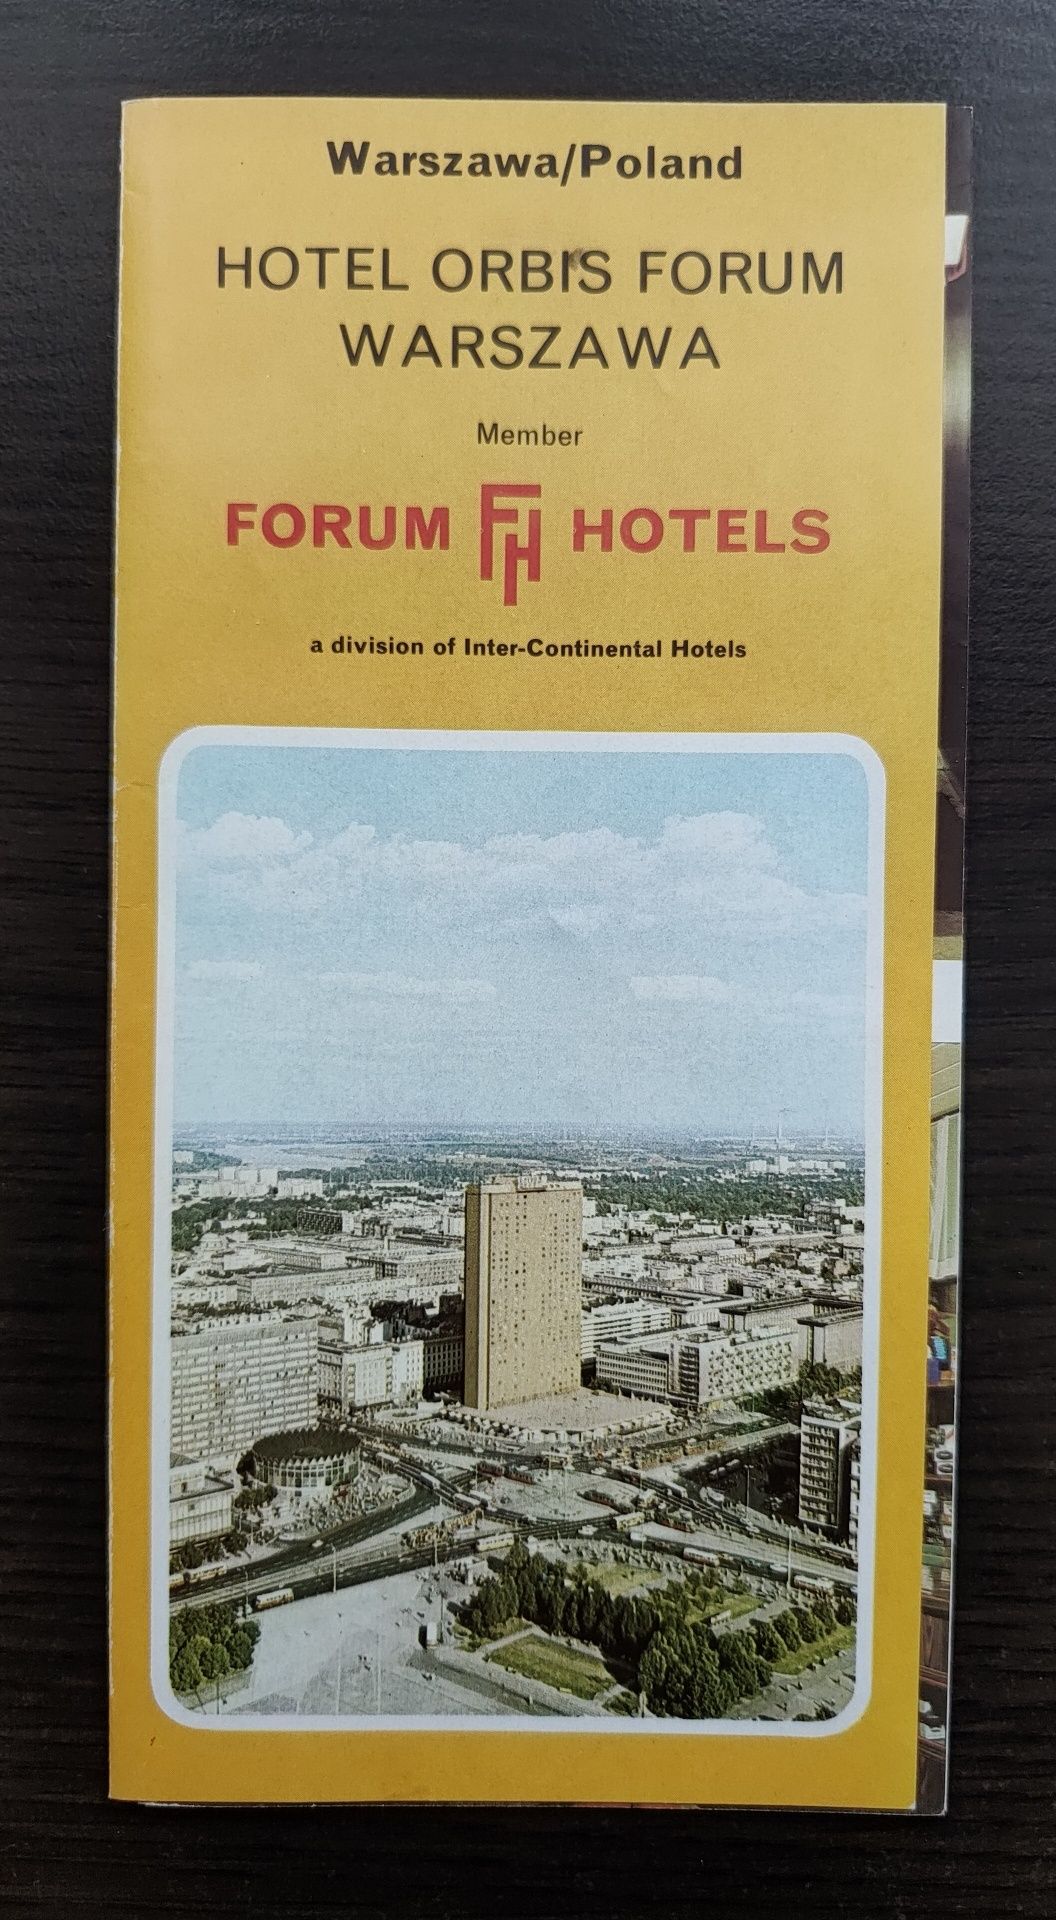 Warszawa/Poland
HOTEL ORBIS FORUM
WARSZAWA
Member
FORUM FH HOTELS
a division of Inter-Continental Hotels